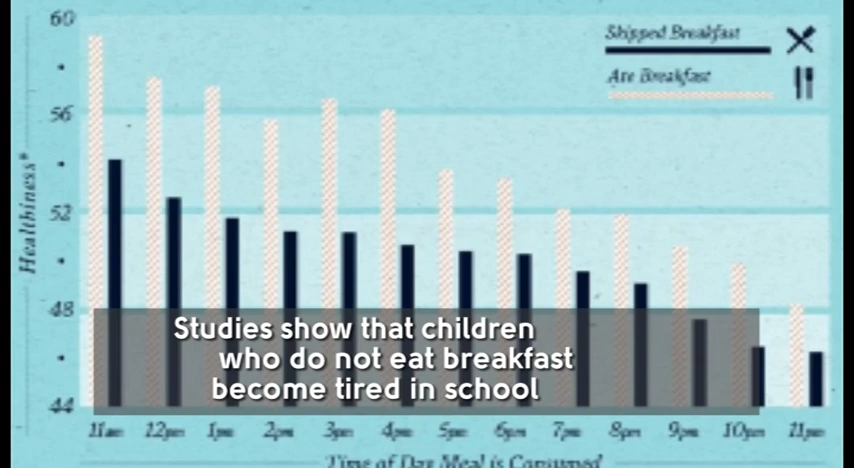 60
56
52
48
44
Healthiness*
Skipped Breakfast
Ate Breakfast
Studies show that children
who do not eat breakfast
become tired in school
11am 12pm 1pm 2pm 3pm 4pm 5pm 6pm 7pm 8pm 9pm 10pm 11pm
Time of Day Meal is Consumed